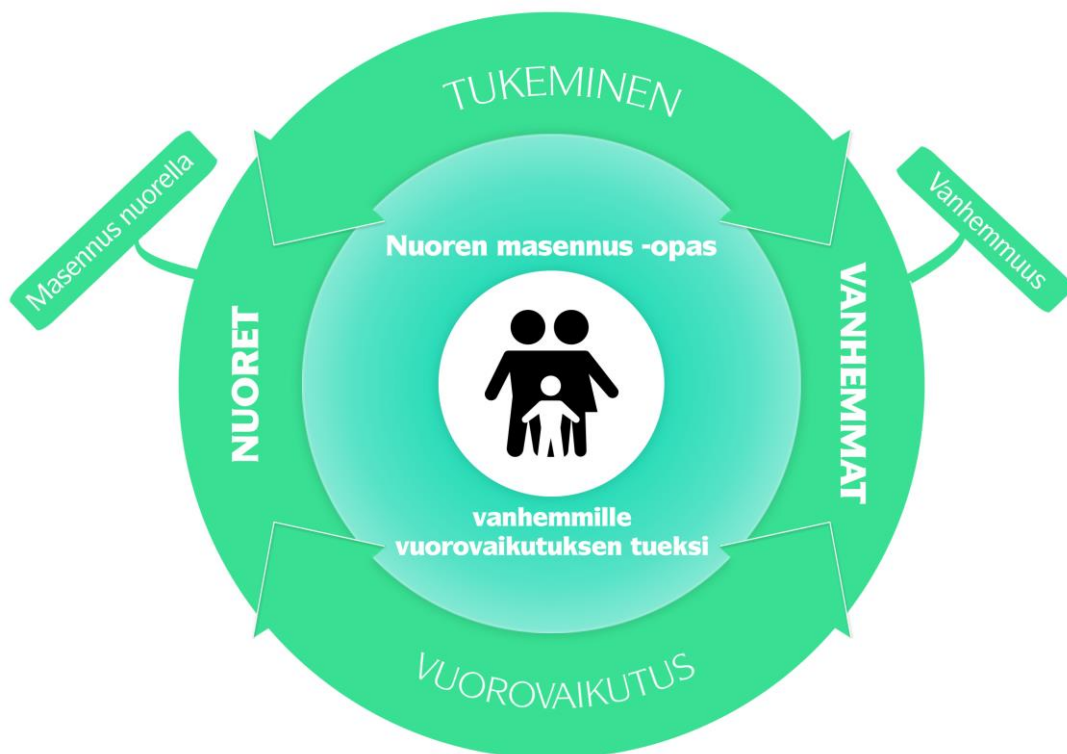 TUKEMINEN
Masennus nuorella
Vanhemmuus
Nuoren masennus -opas
NUORET
VANHEMMAT
vanhemmille
vuorovaikutuksen tueksi
VUOROVAIKUTUS